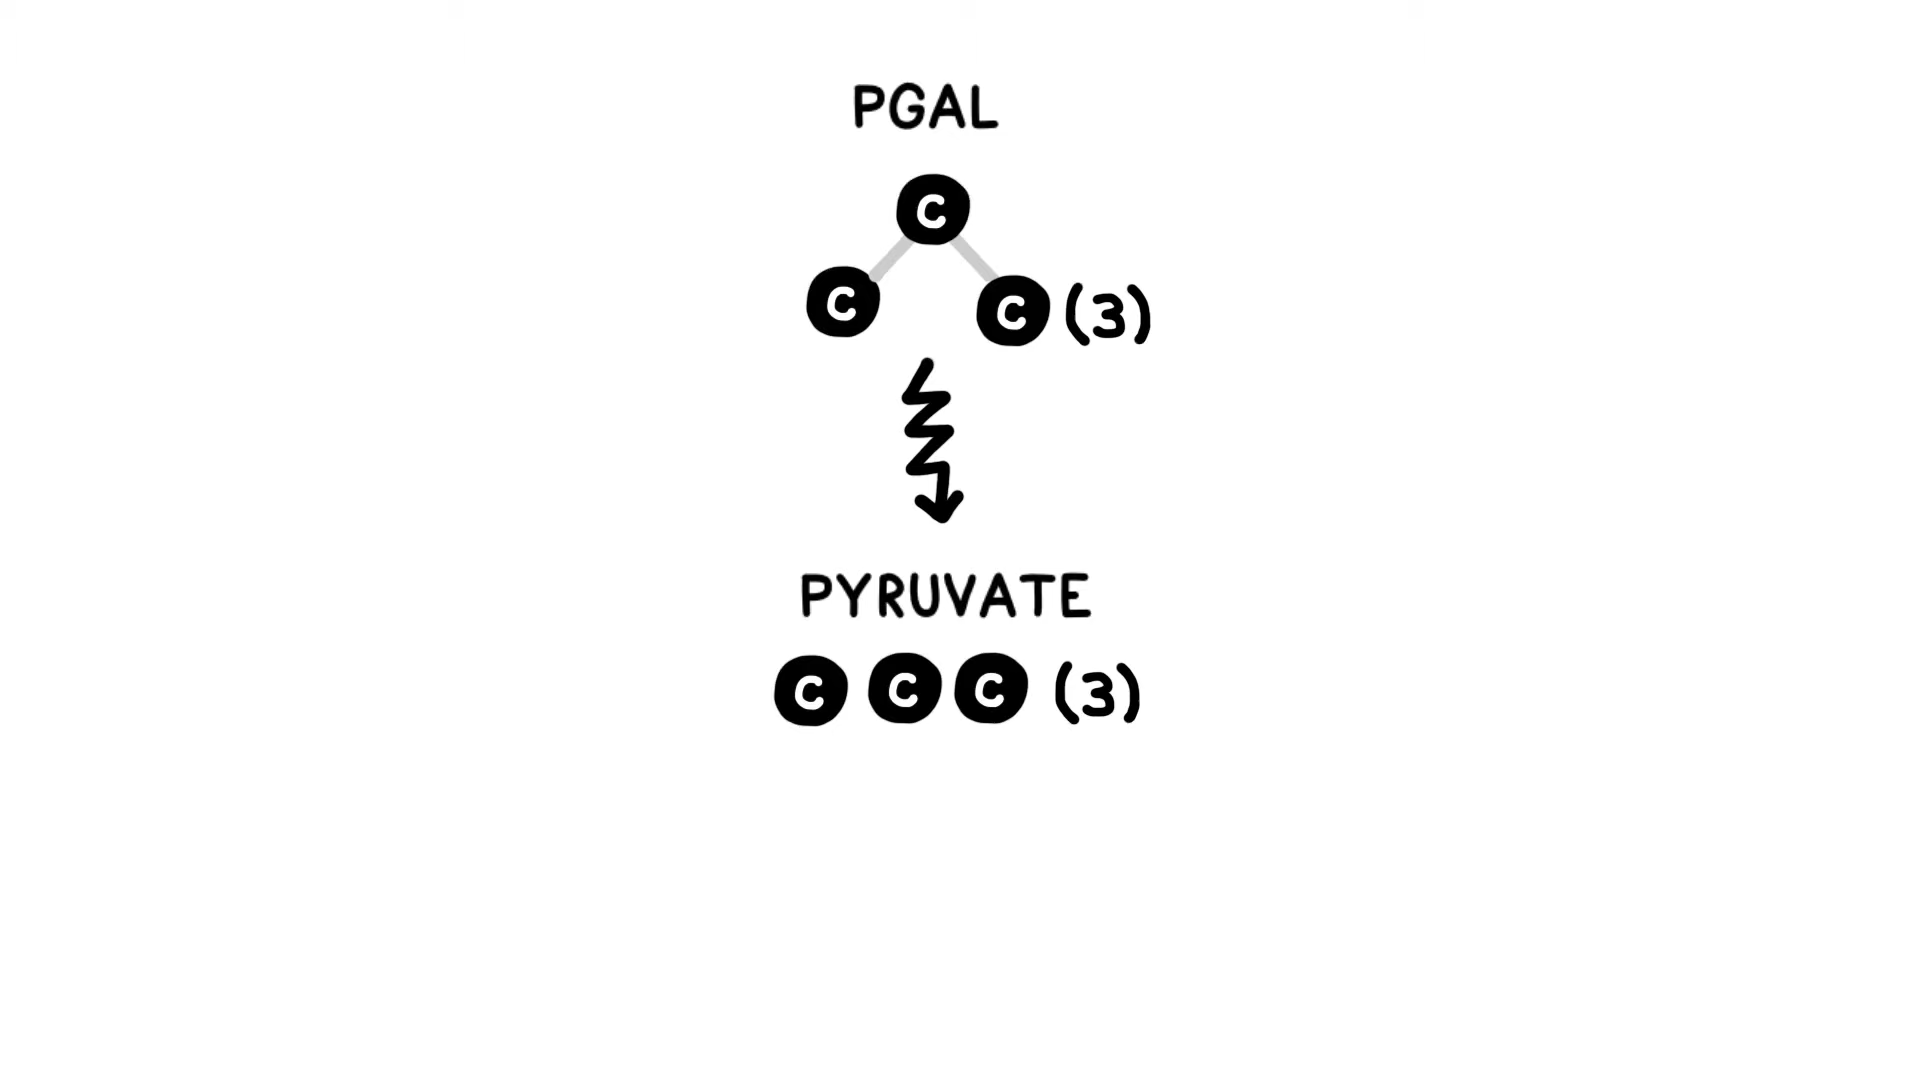 PGAL
C
C C (3)
PYRUVATE
C C C (3)